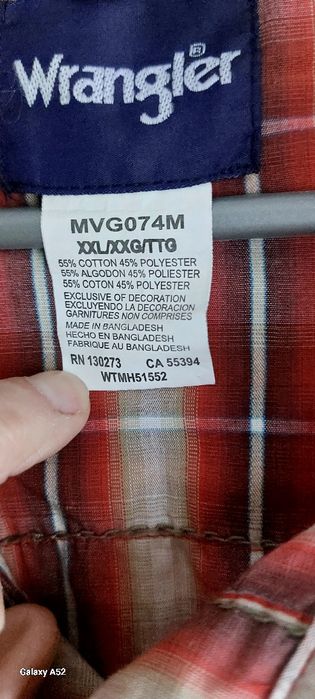 Wrangler®
MVG074M
XXL/XXG/TTG
55% COTTON 45% POLYESTER
55% ALGODON 45% POLIESTER
55% COTON 45% POLYESTER
EXCLUSIVE OF DECORATION
EXCLUYENDO LA DECORACION
GARNITURES NON COMPRISES
MADE IN BANGLADESH
HECHO EN BANGLADESH
FABRIQUE AU BANGLADESH
RN 130273 CA 55394
WTMH51552
Galaxy A52